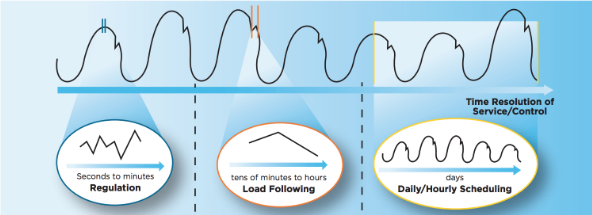 Time Resolution of
Service/Control
Seconds to minutes
Regulation
tens of minutes to hours
Load Following
days
Daily/Hourly Scheduling